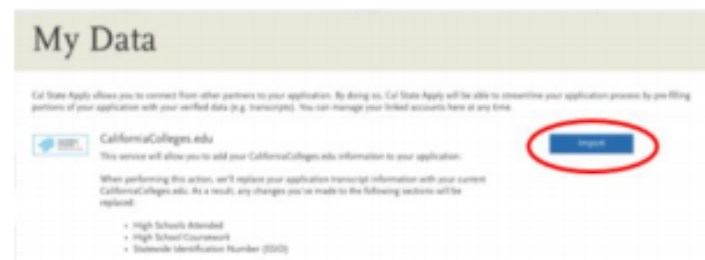 My Data
Cal State Apply allows you to connect from other partners to your application. By doing so, Cal State Apply will be able to streamline your application process by pre-filling
portions of your application with your verified data (e.g. transcripts). You can manage your linked accounts here at any time.
CaliforniaColleges.edu
Import
This service will allow you to add your CaliforniaColleges.edu information to your application.
When performing this action, we'll replace your application transcript information with your current
CaliforniaColleges.edu. As a result, any changes you've made to the following sections will be
replaced:
• High Schools Attended
• High School Coursework
• Statewide Identification Number (SSID)